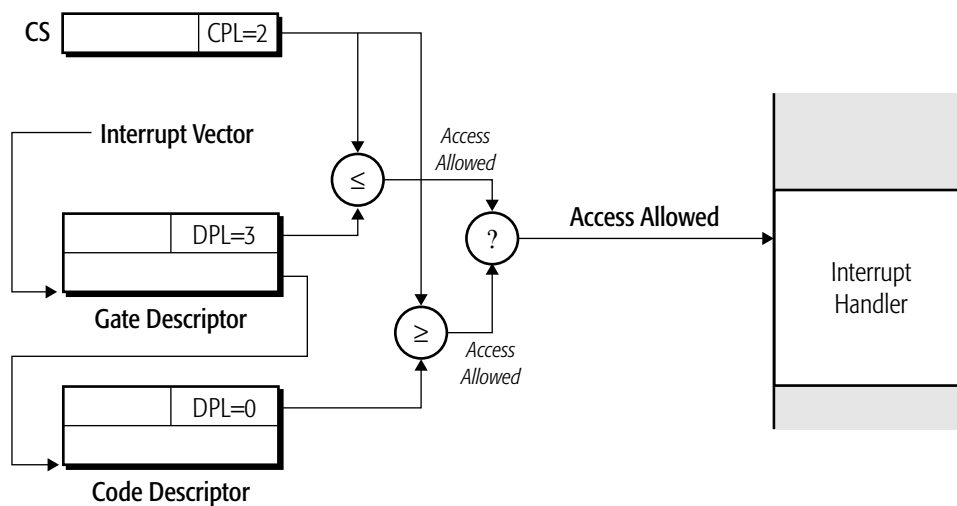 CS
CPL=2
Interrupt Vector
Access
Allowed
≤
DPL=3
?
Access Allowed
Interrupt
Handler
Gate Descriptor
≥
Access
Allowed
DPL=0
Code Descriptor